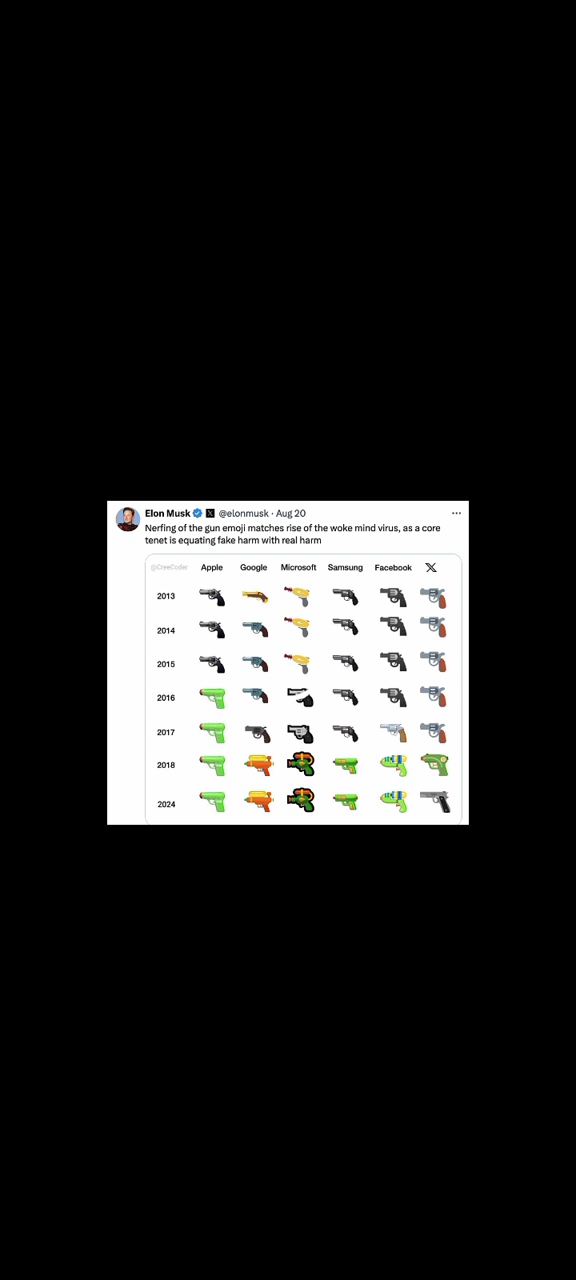 Elon Musk @elonmusk · Aug 20
Nerfing of the gun emoji matches rise of the woke mind virus, as a core
tenet is equating fake harm with real harm
@CreeCoder Apple Google Microsoft Samsung Facebook X
2013
2014
2015
2016
2017
2018
2024